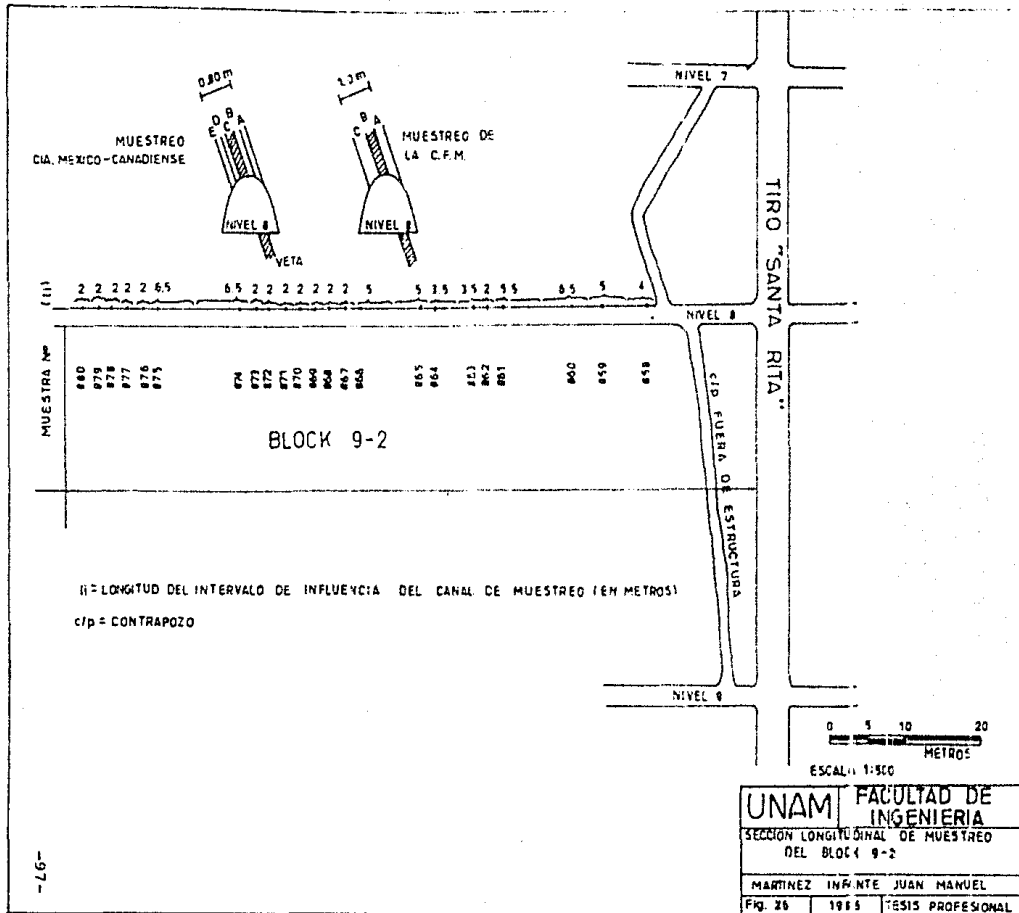 NIVEL 7
0.80 m
2.0 m
E D C B A
C B A
MUESTREO
CIA. MEXICO-CANADIENSE
MUESTREO DE
LA C.F.M.
NIVEL 8
VETA
TIRO "SANTA RITA"
(li)
2 2 2 2 2 6.5 6.5 2 2 2 2 2 2 2 5 5 3.5 3.5 2 5 5 6.5 5 4
NIVEL 8
MUESTRA Nº
880 879 878 877 876 875 874 873 872 871 870 869 868 867 866 865 864 863 862 861 860 859 858
BLOCK 9-2
c/p FUERA DE ESTRUCTURA
li = LONGITUD DEL INTERVALO DE INFLUENCIA DEL CANAL DE MUESTREO (EN METROS)
c/p = CONTRAPOZO
NIVEL 9
0 5 10 20
METROS
ESCALA 1:500
UNAM FACULTAD DE
INGENIERIA
SECCION LONGITUDINAL DE MUESTREO
DEL BLOCK 9-2
MARTINEZ INFANTE JUAN MANUEL
Fig. 26 TESIS PROFESIONAL
-97-